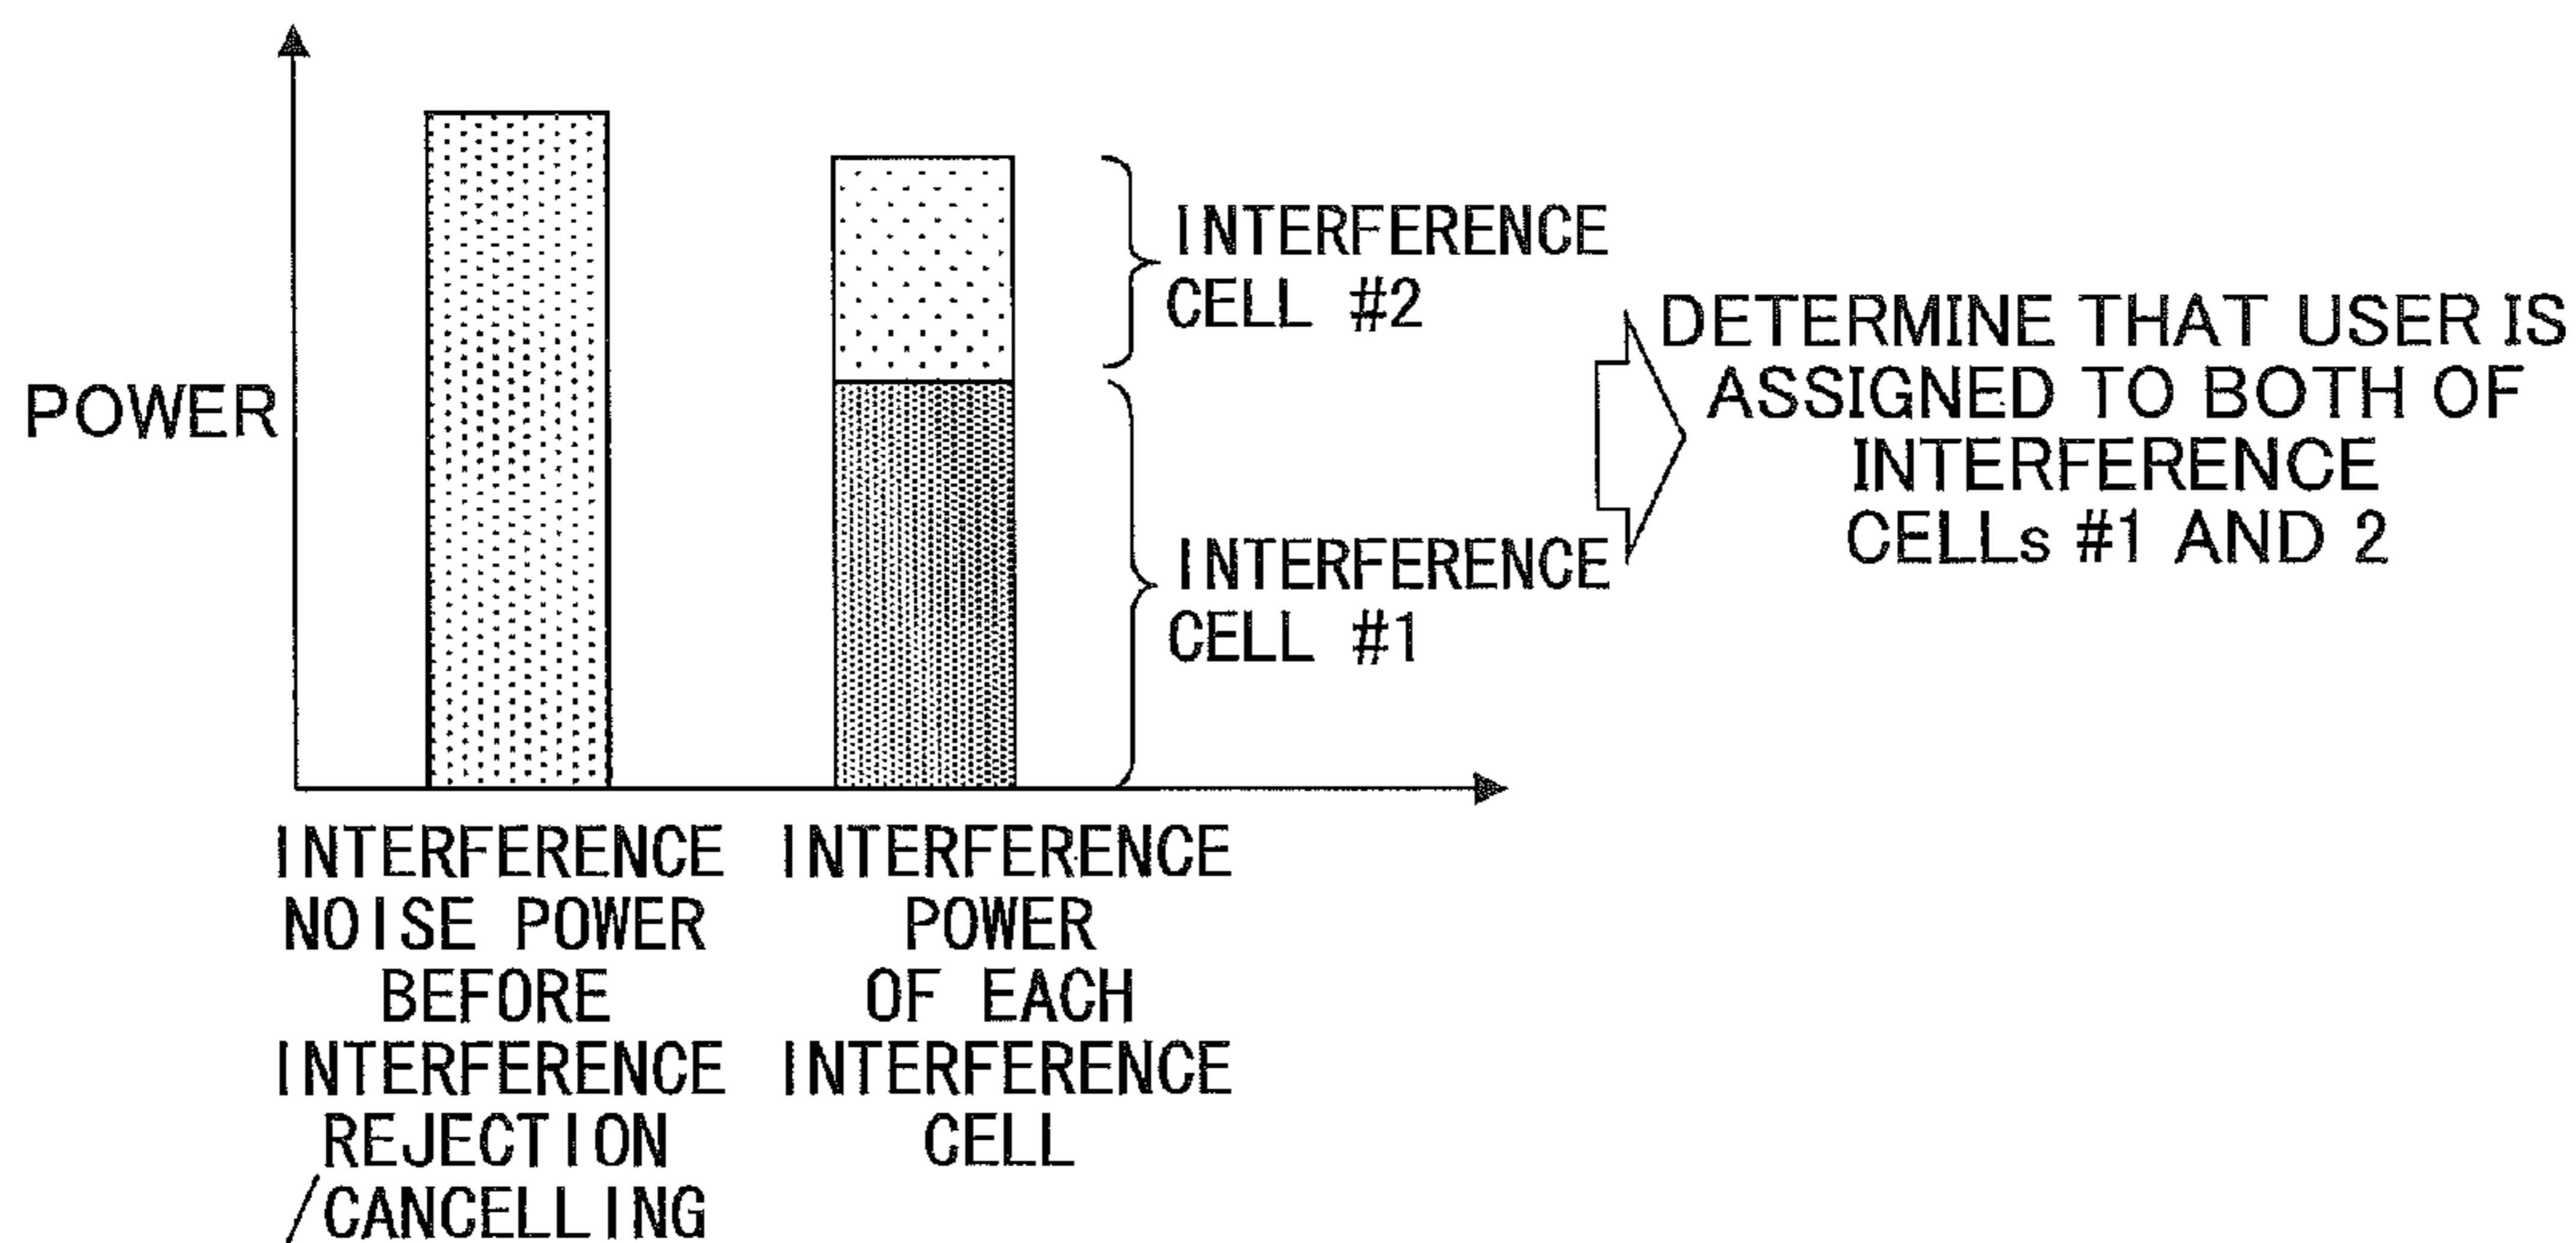 POWER
INTERFERENCE
CELL #2
INTERFERENCE
CELL #1
DETERMINE THAT USER IS
ASSIGNED TO BOTH OF
INTERFERENCE
CELLs #1 AND 2
INTERFERENCE
NOISE POWER
BEFORE
INTERFERENCE
REJECTION
/CANCELLING
INTERFERENCE
POWER
OF EACH
INTERFERENCE
CELL